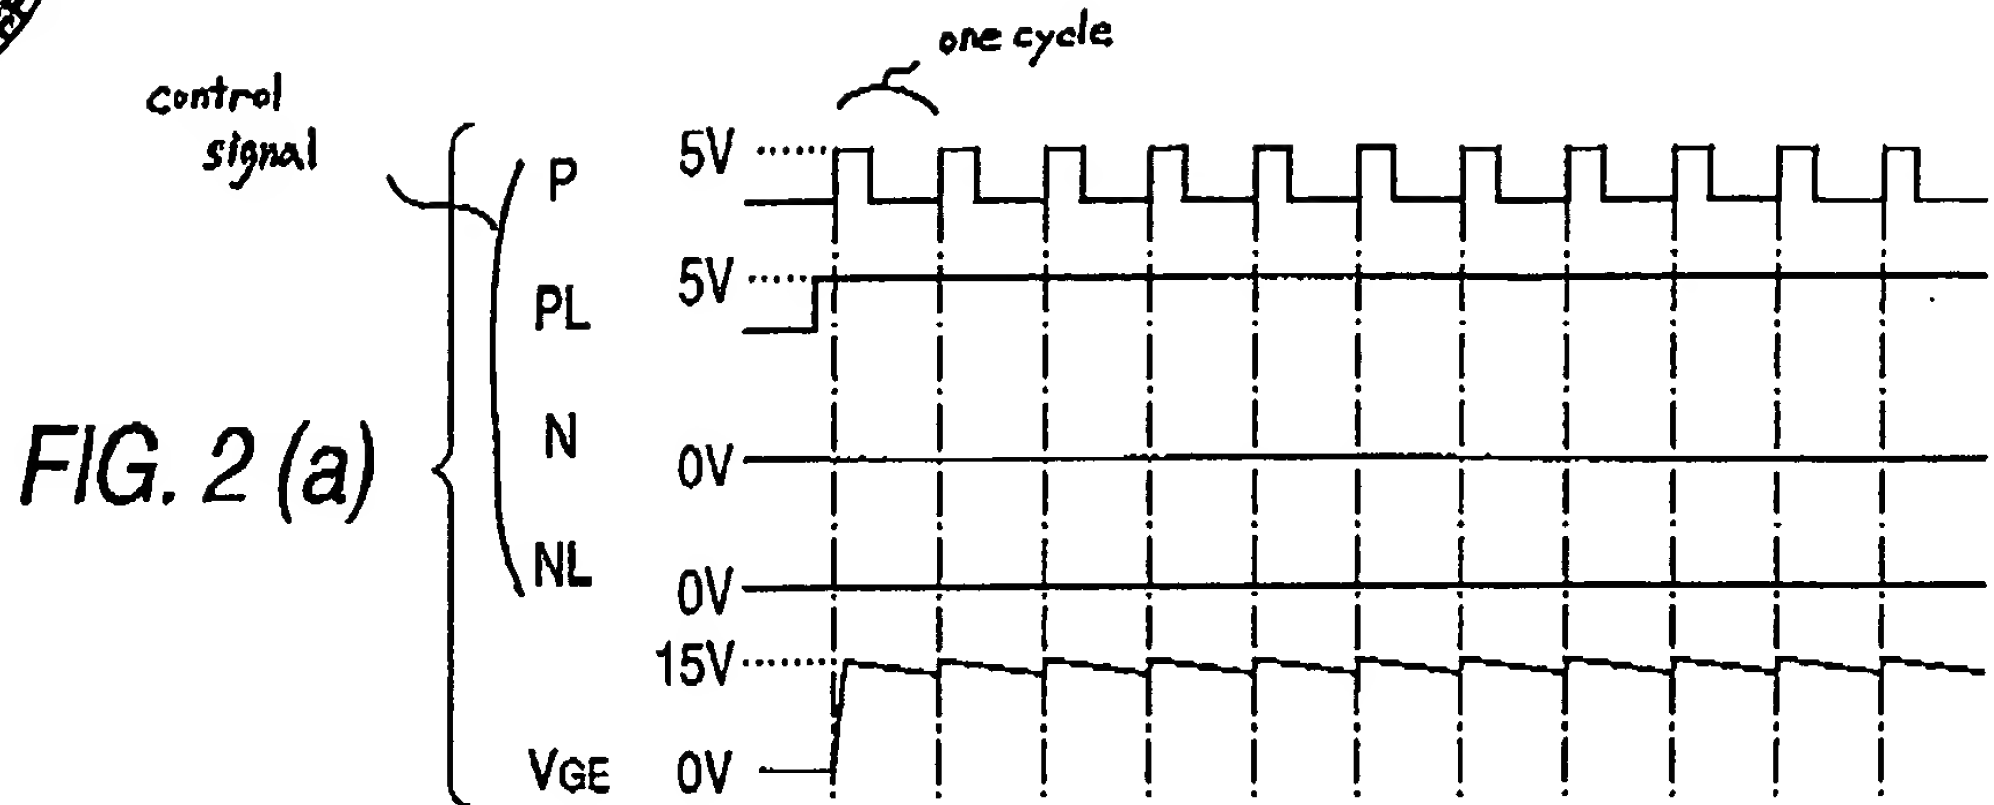 one cycle
control
signal
P 5V
PL 5V
FIG. 2 (a)
N 0V
NL 0V
15V
VGE 0V